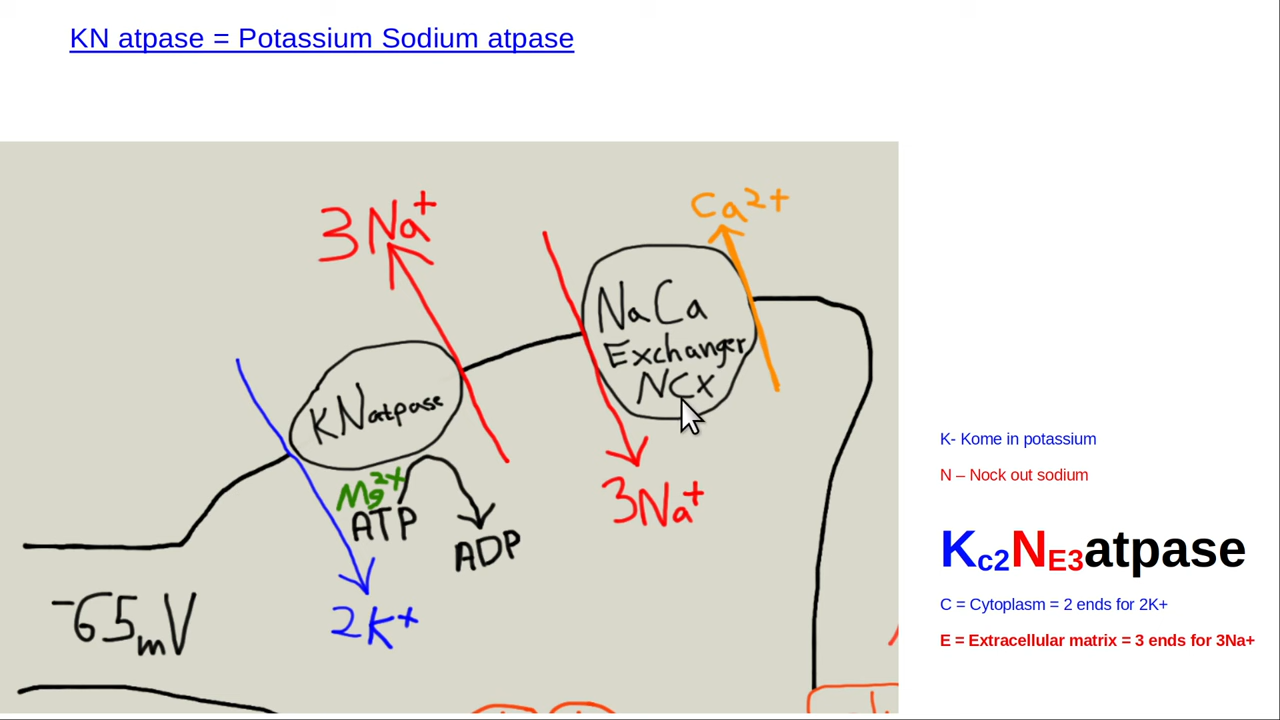 KN atpase = Potassium Sodium atpase
3Na+
Ca2+
NaCa
Exchanger
NCX
KNatpase
Mg2+
ATP
ADP
3Na+
2K+
-65mV
K- Kome in potassium
N – Nock out sodium
Kc2NE3atpase
C = Cytoplasm = 2 ends for 2K+
E = Extracellular matrix = 3 ends for 3Na+